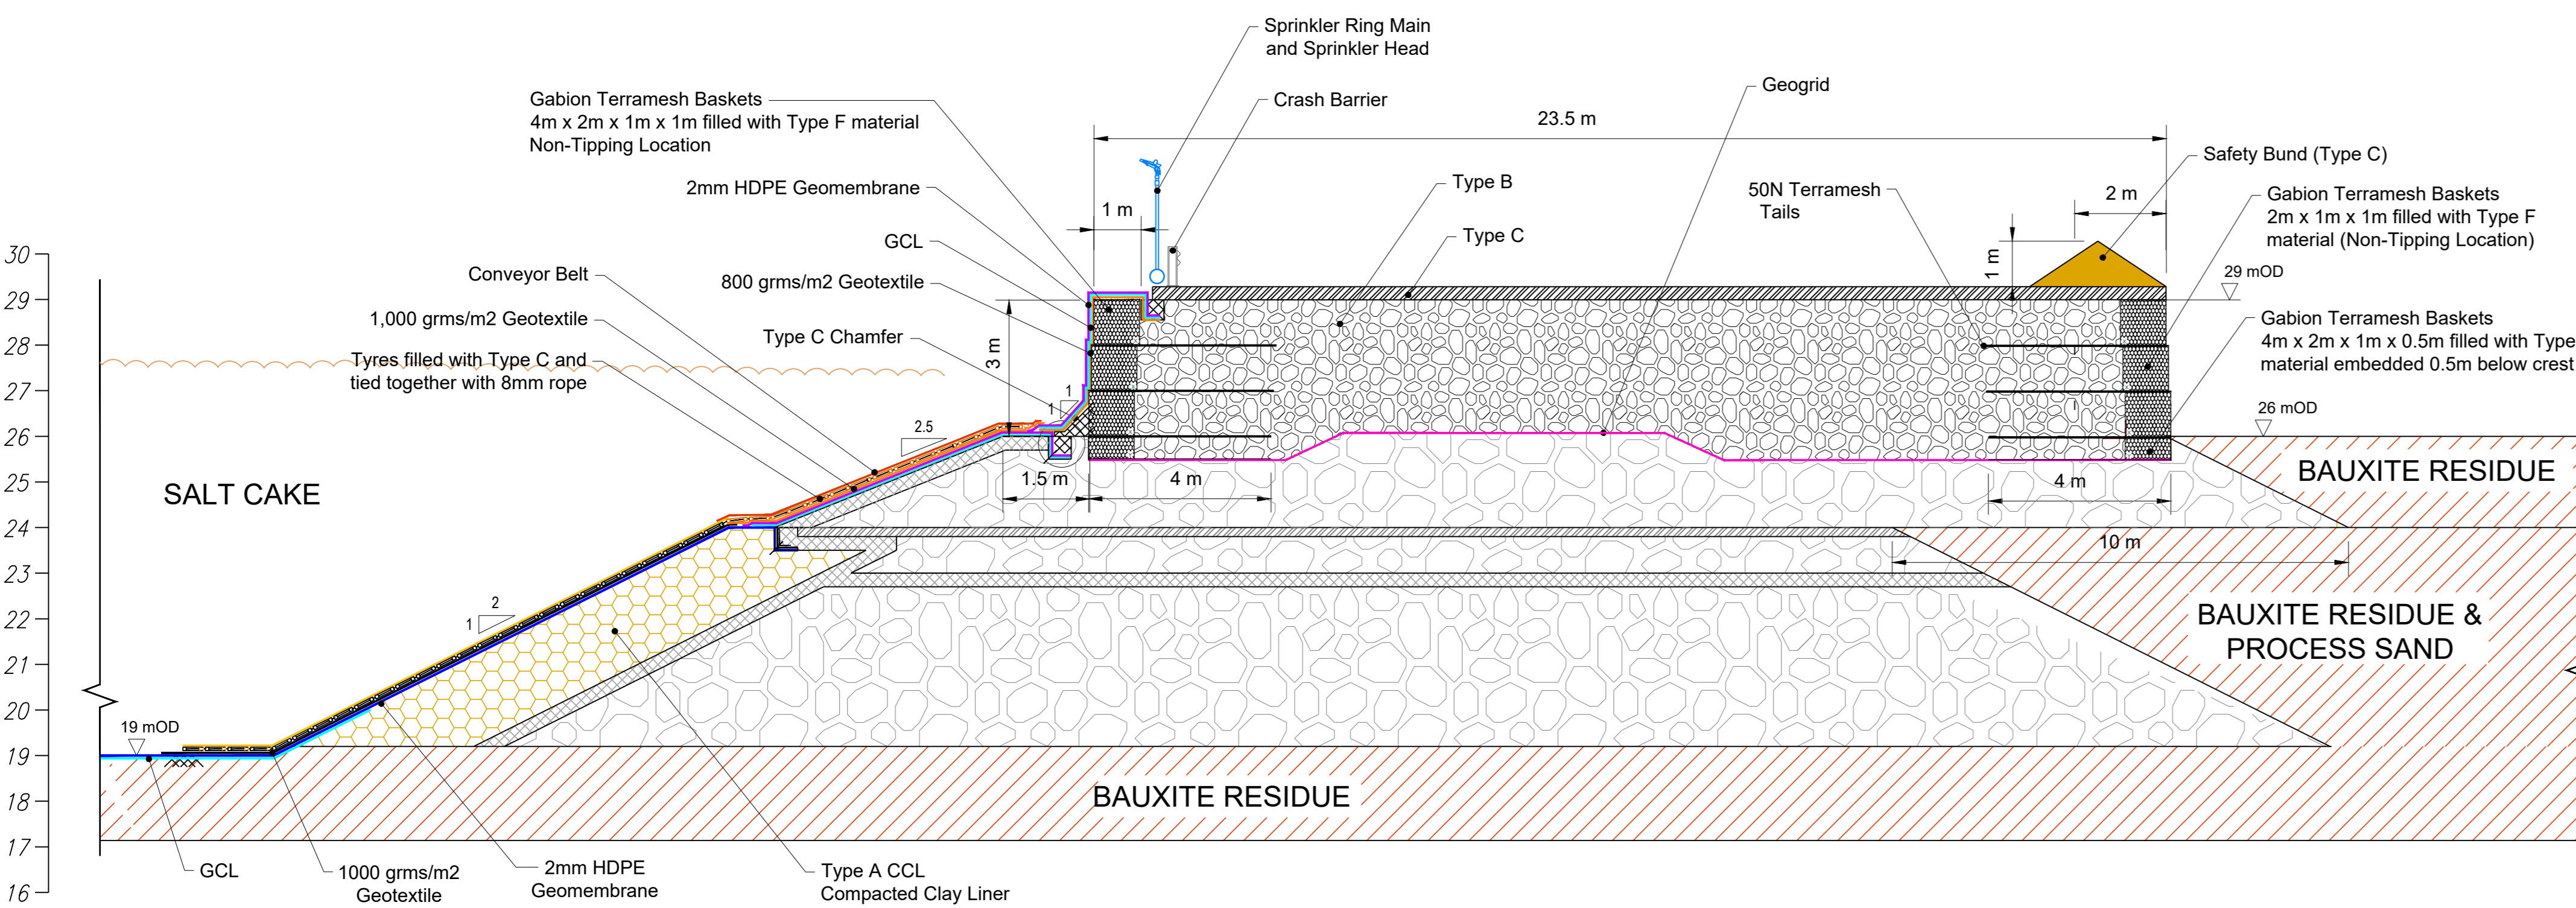 Sprinkler Ring Main
and Sprinkler Head
Gabion Terramesh Baskets
4m x 2m x 1m x 1m filled with Type F material
Non-Tipping Location
Crash Barrier
Geogrid
23.5 m
Safety Bund (Type C)
2mm HDPE Geomembrane
Type B
50N Terramesh
Tails
2 m
Gabion Terramesh Baskets
2m x 1m x 1m filled with Type F
material (Non-Tipping Location)
1 m
GCL
Type C
1 m
29 mOD
Conveyor Belt
800 grms/m2 Geotextile
1,000 grms/m2 Geotextile
Type C Chamfer
Tyres filled with Type C and
tied together with 8mm rope
3 m
Gabion Terramesh Baskets
4m x 2m x 1m x 0.5m filled with Type
material embedded 0.5m below crest
1
1
2.5
26 mOD
SALT CAKE
1.5 m
4 m
4 m
BAUXITE RESIDUE
10 m
2
1
BAUXITE RESIDUE &
PROCESS SAND
19 mOD
BAUXITE RESIDUE
GCL
1000 grms/m2
Geotextile
2mm HDPE
Geomembrane
Type A CCL
Compacted Clay Liner
30
29
28
27
26
25
24
23
22
21
20
19
18
17
16